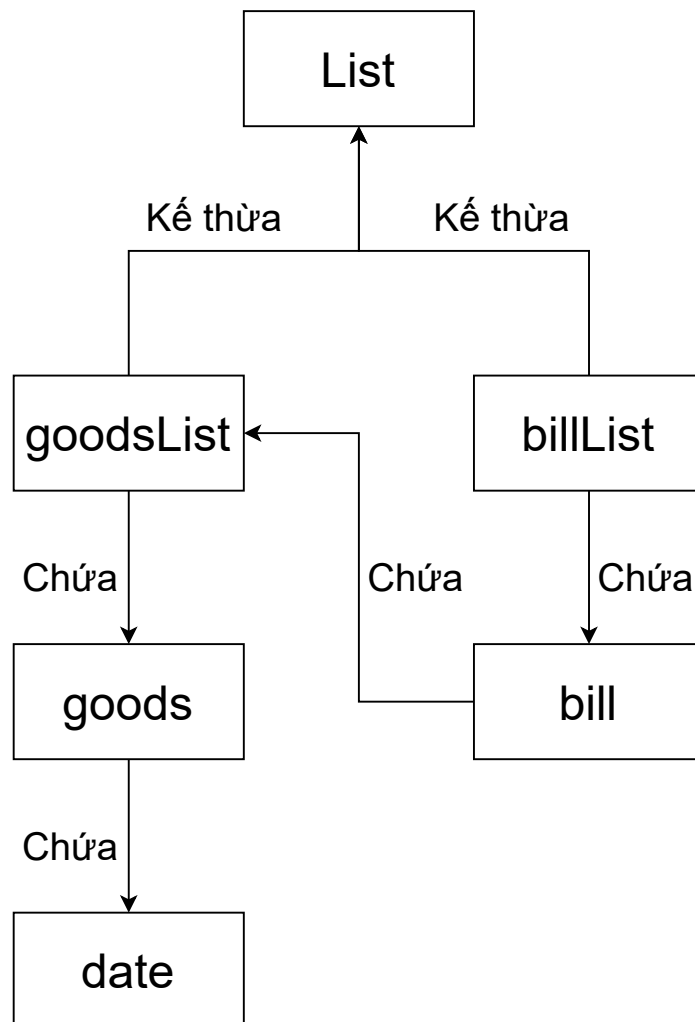 List
Kế thừa
Kế thừa
goodsList
billList
Chứa
Chứa
Chứa
goods
bill
Chứa
date